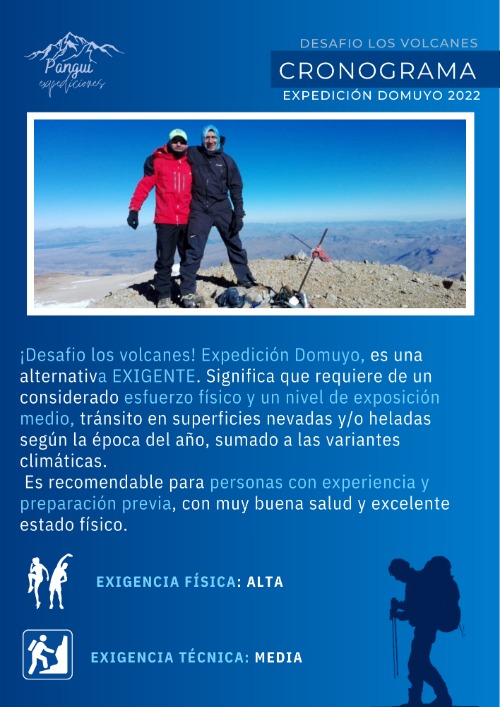 Pangui
expediciones
DESAFIO LOS VOLCANES
CRONOGRAMA
EXPEDICIÓN DOMUYO 2022
¡Desafio los volcanes! Expedición Domuyo, es una
alternativa EXIGENTE. Significa que requiere de un
considerado esfuerzo físico y un nivel de exposición
medio, tránsito en superficies nevadas y/o heladas
según la época del año, sumado a las variantes
climáticas.
Es recomendable para personas con experiencia y
preparación previa, con muy buena salud y excelente
estado físico.
EXIGENCIA FÍSICA: ALTA
EXIGENCIA TÉCNICA: MEDIA